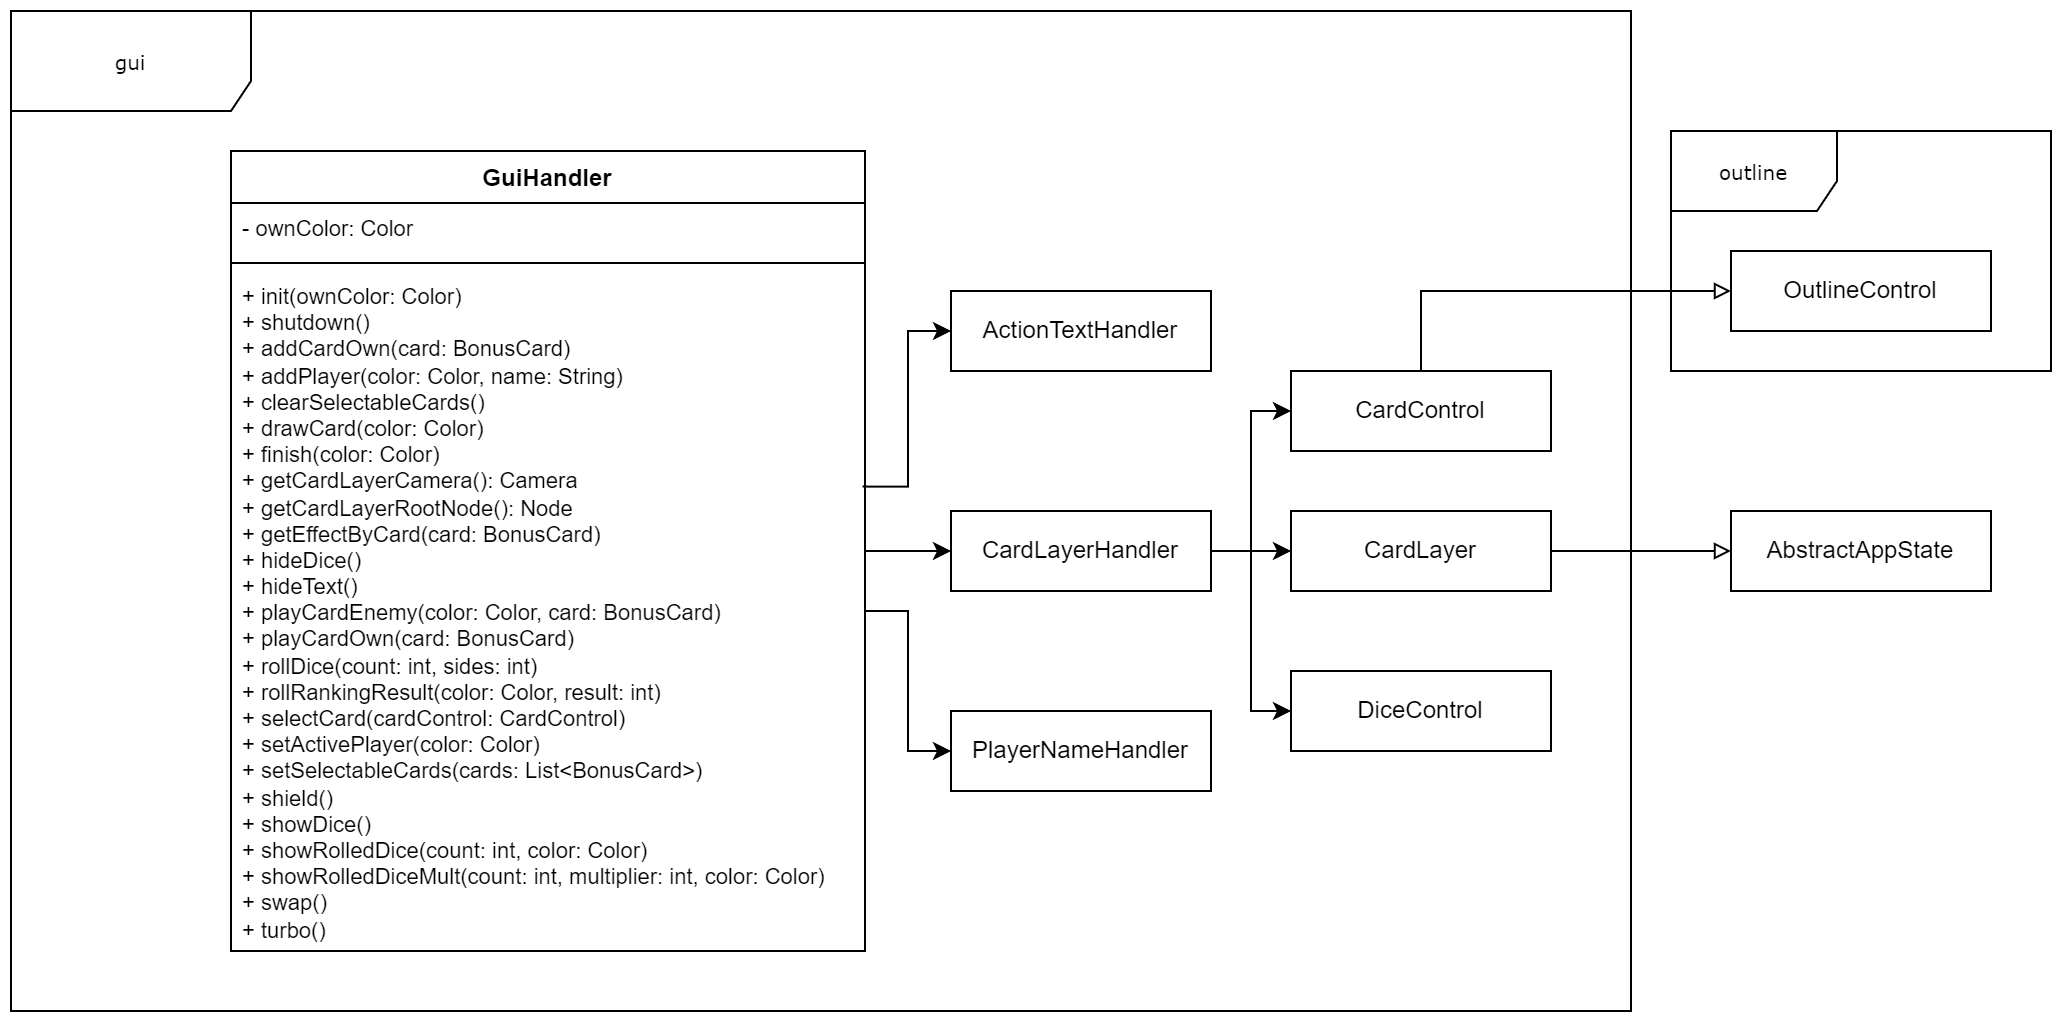 gui
GuiHandler
- ownColor: Color
+ init(ownColor: Color)
+ shutdown()
+ addCardOwn(card: BonusCard)
+ addPlayer(color: Color, name: String)
+ clearSelectableCards()
+ drawCard(color: Color)
+ finish(color: Color)
+ getCardLayerCamera(): Camera
+ getCardLayerRootNode(): Node
+ getEffectByCard(card: BonusCard)
+ hideDice()
+ hideText()
+ playCardEnemy(color: Color, card: BonusCard)
+ playCardOwn(card: BonusCard)
+ rollDice(count: int, sides: int)
+ rollRankingResult(color: Color, result: int)
+ selectCard(cardControl: CardControl)
+ setActivePlayer(color: Color)
+ setSelectableCards(cards: List<BonusCard>)
+ shield()
+ showDice()
+ showRolledDice(count: int, color: Color)
+ showRolledDiceMult(count: int, multiplier: int, color: Color)
+ swap()
+ turbo()
ActionTextHandler
CardLayerHandler
PlayerNameHandler
CardControl
CardLayer
DiceControl
outline
OutlineControl
AbstractAppState